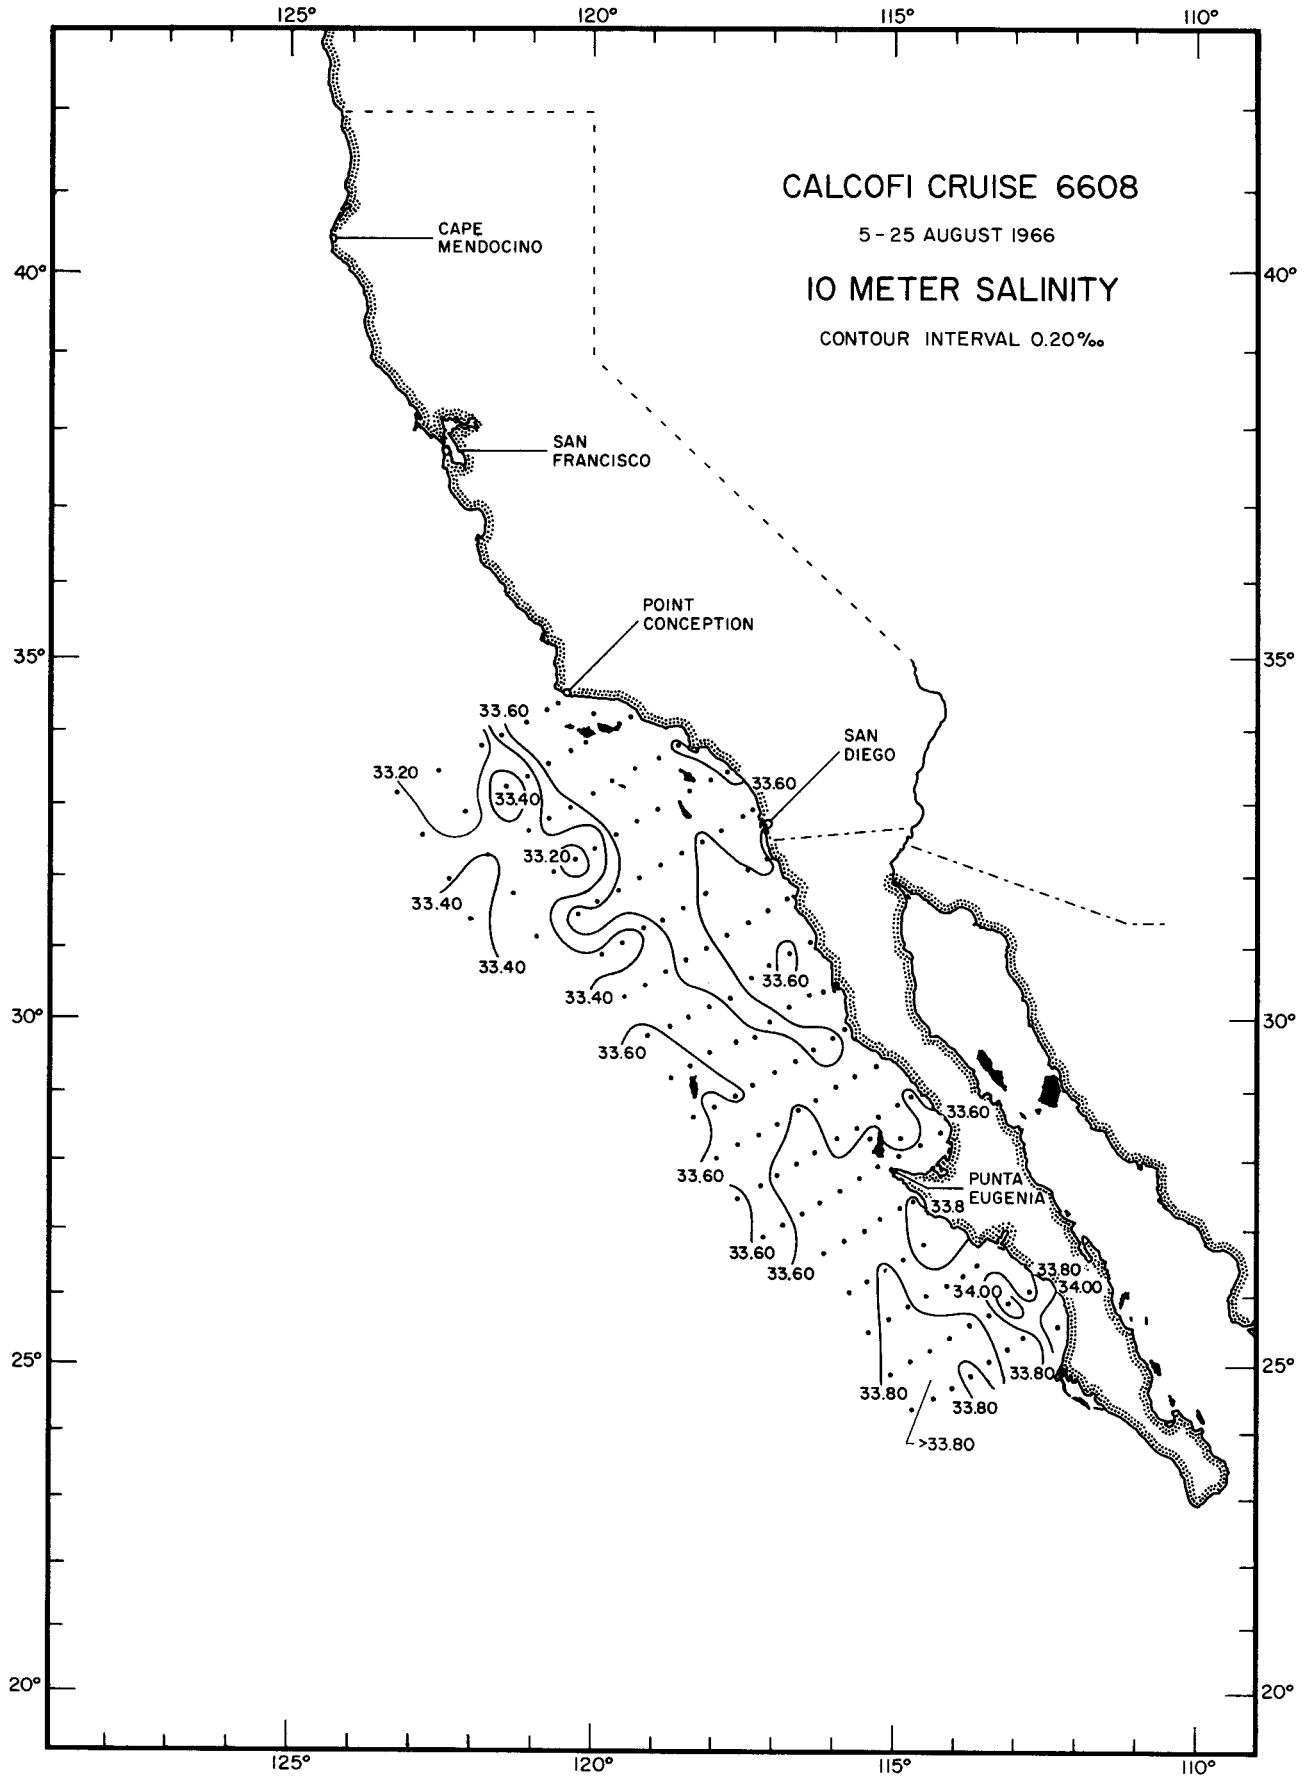 125°
120°
115°
110°
CALCOFI CRUISE 6608
5-25 AUGUST 1966
CAPE
MENDOCINO
40°
40°
10 METER SALINITY
CONTOUR INTERVAL 0.20‰
SAN
FRANCISCO
POINT
CONCEPTION
35°
35°
33.60
SAN
DIEGO
33.20
33.60
33.40
33.20
33.40
33.40
33.60
33.40
30°
30°
33.60
33.60
33.60
PUNTA
EUGENIA
33.8
33.60
33.60
33.80
34.00
34.00
25°
25°
33.80
33.80
33.80
>33.80
20°
20°
125°
120°
115°
110°